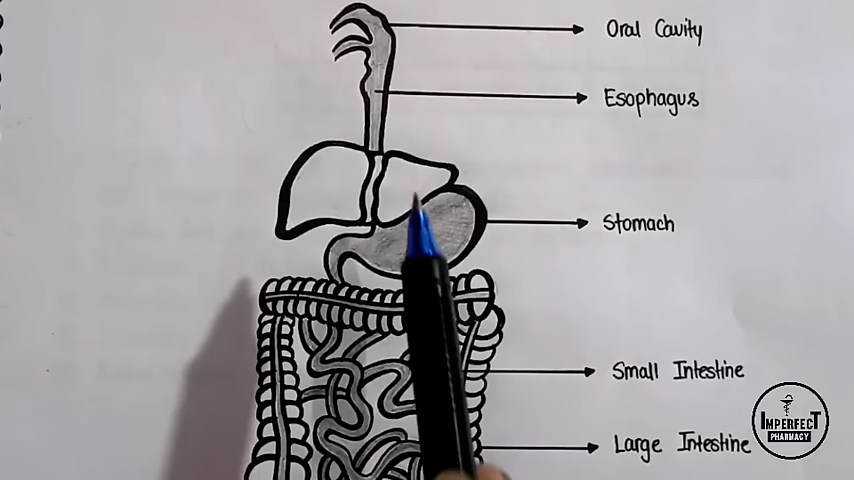 Oral Cavity
Esophagus
Stomach
Small Intestine
Large Intestine
IMPERFECT
PHARMACY